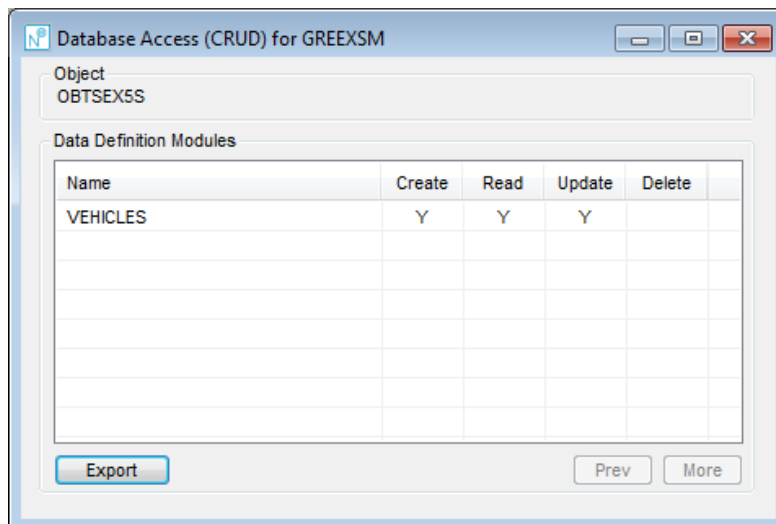 N Database Access (CRUD) for GREEXSM
Object
OBTSEX5S
Data Definition Modules
Name Create Read Update Delete
VEHICLES Y Y Y
Export Prev More